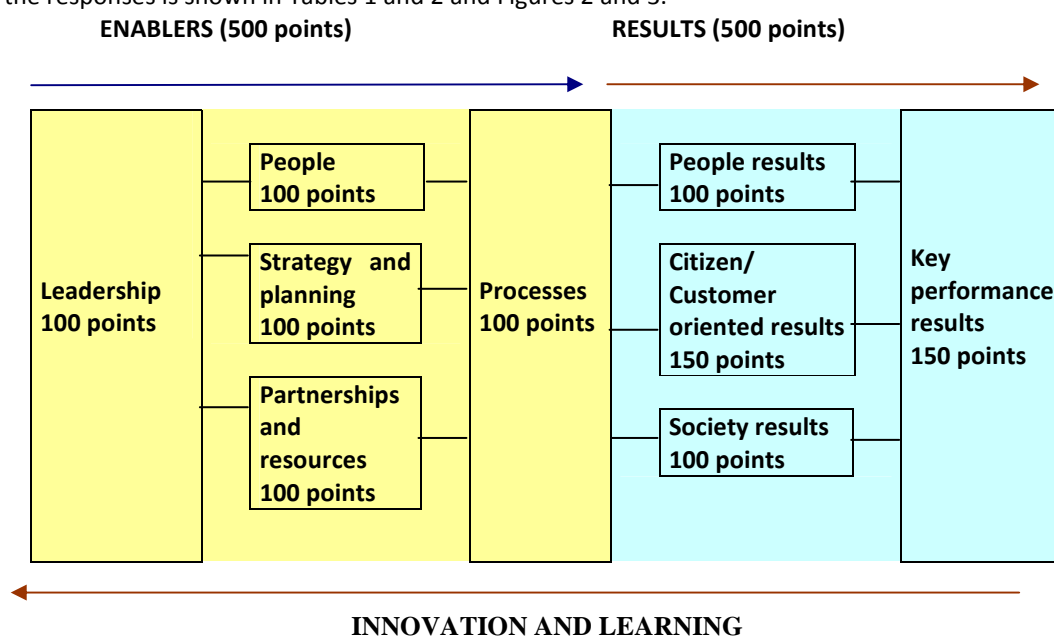 the responses is shown in Tables 1 and 2 and Figures 2 and 3.
ENABLERS (500 points)
RESULTS (500 points)
Leadership
100 points
People
100 points
Strategy and
planning
100 points
Partnerships
and
resources
100 points
Processes
100 points
People results
100 points
Citizen/
Customer
oriented results
150 points
Society results
100 points
Key
performance
results
150 points
INNOVATION AND LEARNING